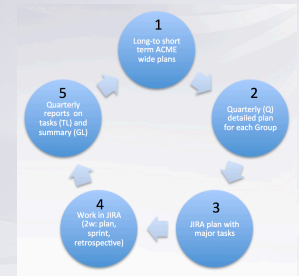 1
Long-to short
term ACME
wide plans
2
Quarterly (Q)
detailed plan
for each Group
3
JIRA plan with
major tasks
4
Work in JIRA
(2w: plan,
sprint,
retrospective)
5
Quarterly
reports on
tasks (TL) and
summary (GL)